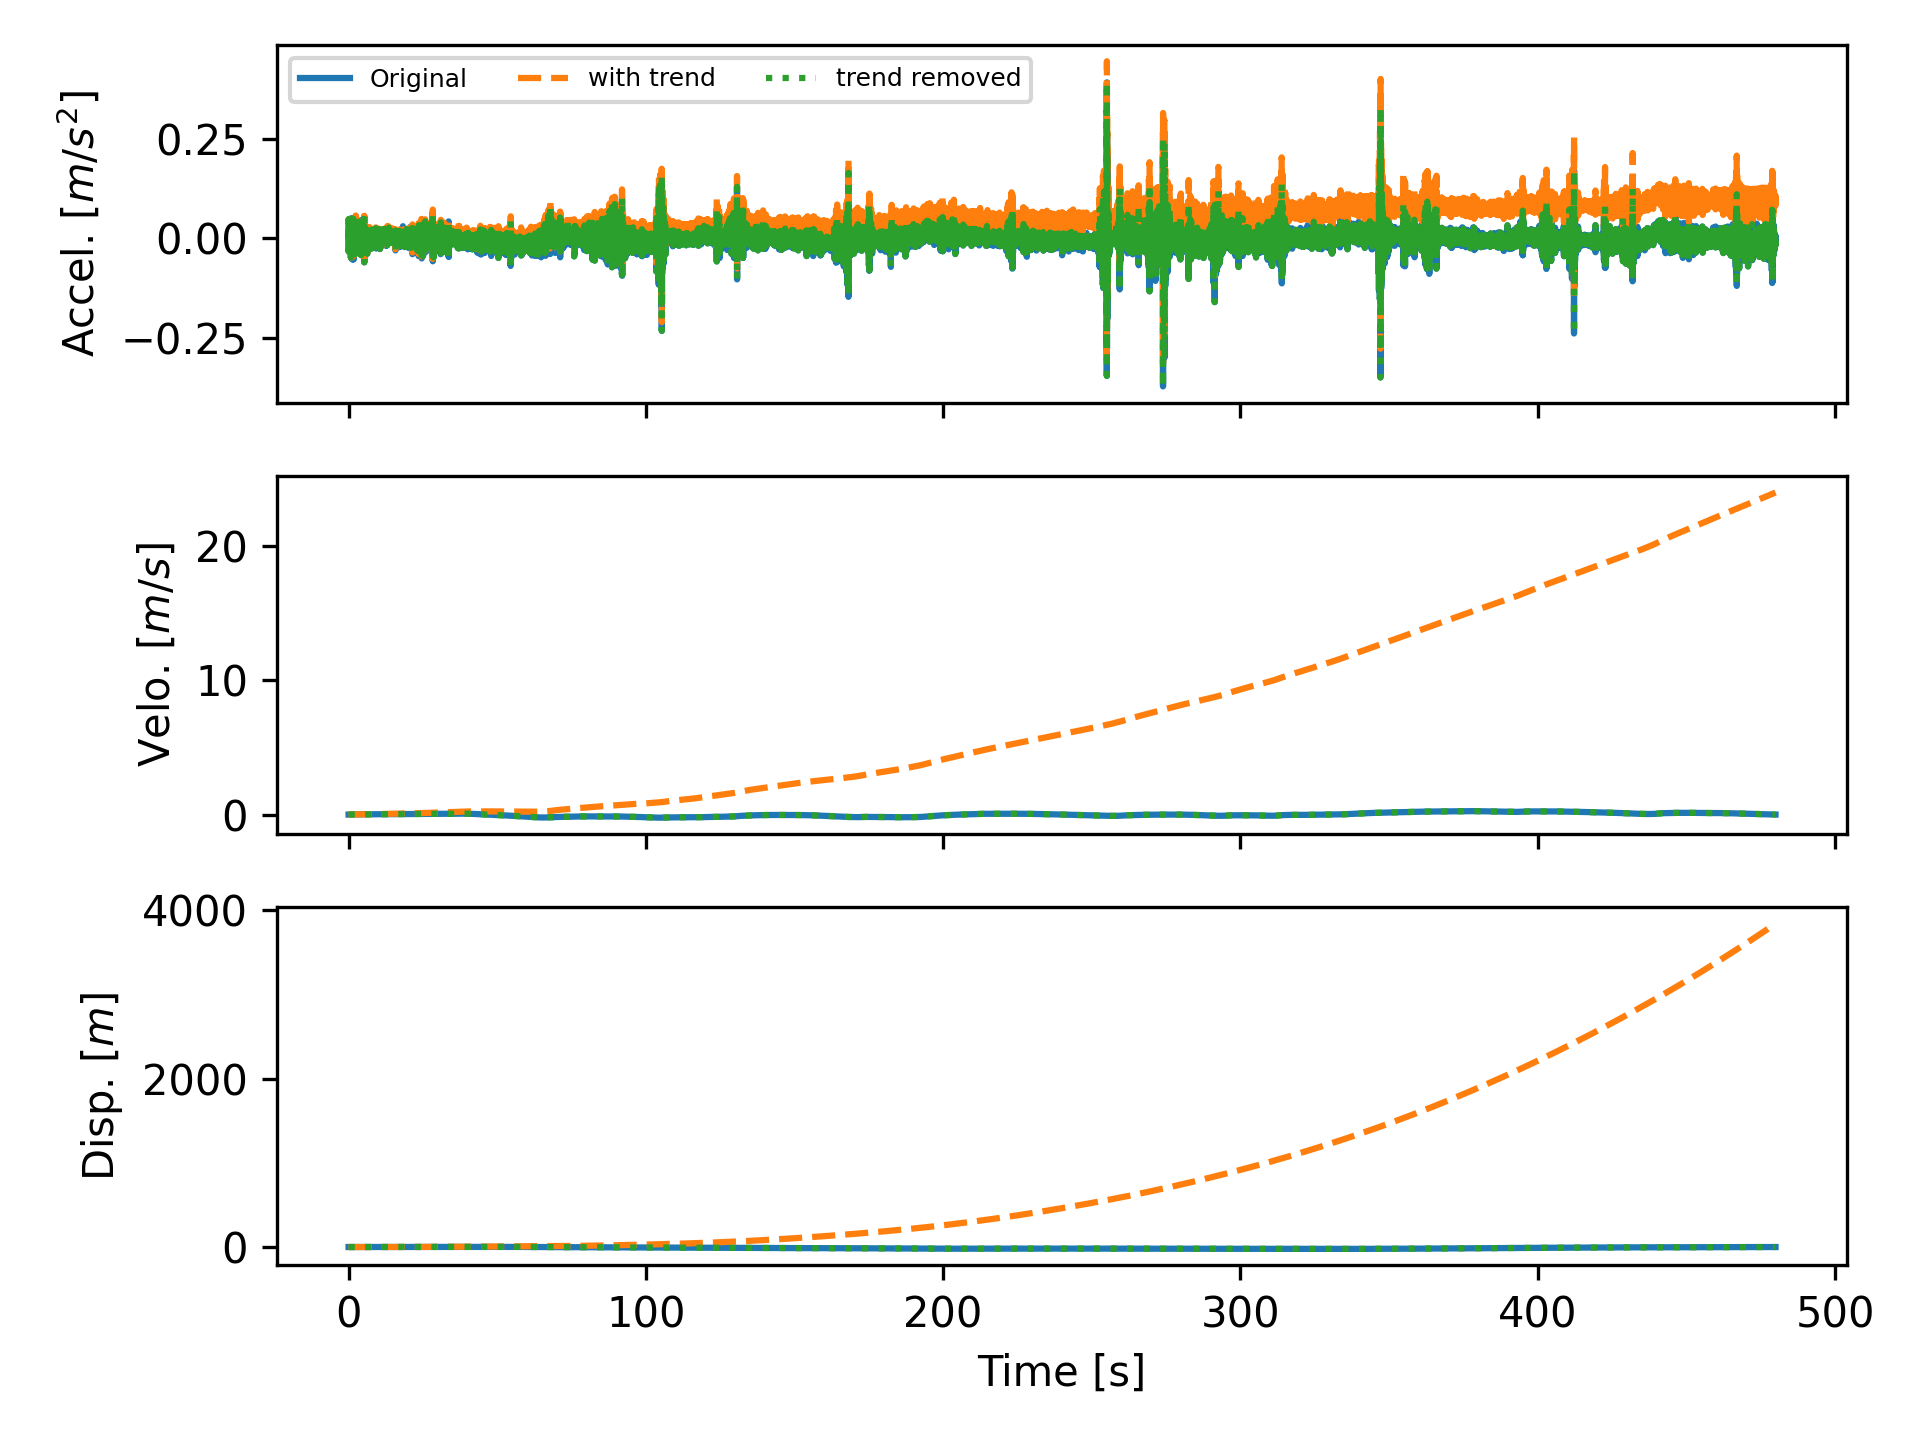 Original with trend trend removed
Accel. [m/s²]
0.25
0.00
−0.25
Velo. [m/s]
20
10
0
Disp. [m]
4000
2000
0
0 100 200 300 400 500
Time [s]